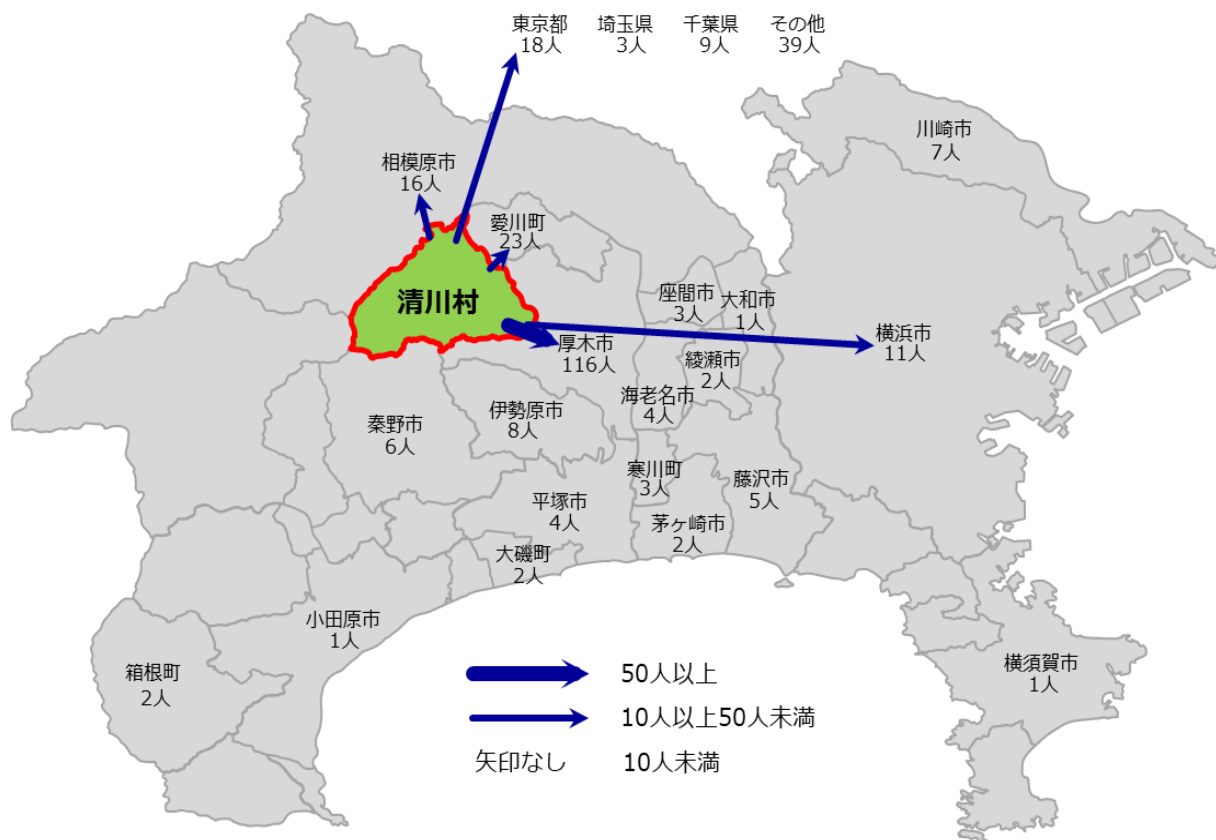 東京都 埼玉県 千葉県 その他
18人 3人 9人 39人
川崎市
7人
相模原市
16人
愛川町
23人
清川村
座間市
3人
大和市
1人
横浜市
11人
厚木市
116人
綾瀬市
2人
海老名市
4人
秦野市
6人
伊勢原市
8人
寒川町
3人
藤沢市
5人
平塚市
4人
茅ヶ崎市
2人
大磯町
2人
小田原市
1人
箱根町
2人
横須賀市
1人
50人以上
10人以上50人未満
矢印なし 10人未満